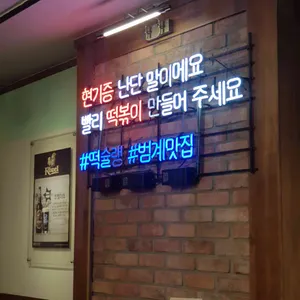 현기증 난단 말이에요
빨리 떡볶이 만들어 주세요
#떡술랭 #범계맛집